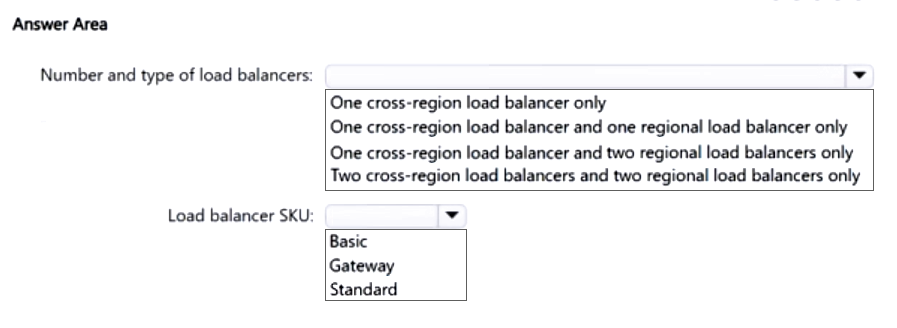 Answer Area
Number and type of load balancers:
One cross-region load balancer only
One cross-region load balancer and one regional load balancer only
One cross-region load balancer and two regional load balancers only
Two cross-region load balancers and two regional load balancers only
Load balancer SKU:
Basic
Gateway
Standard